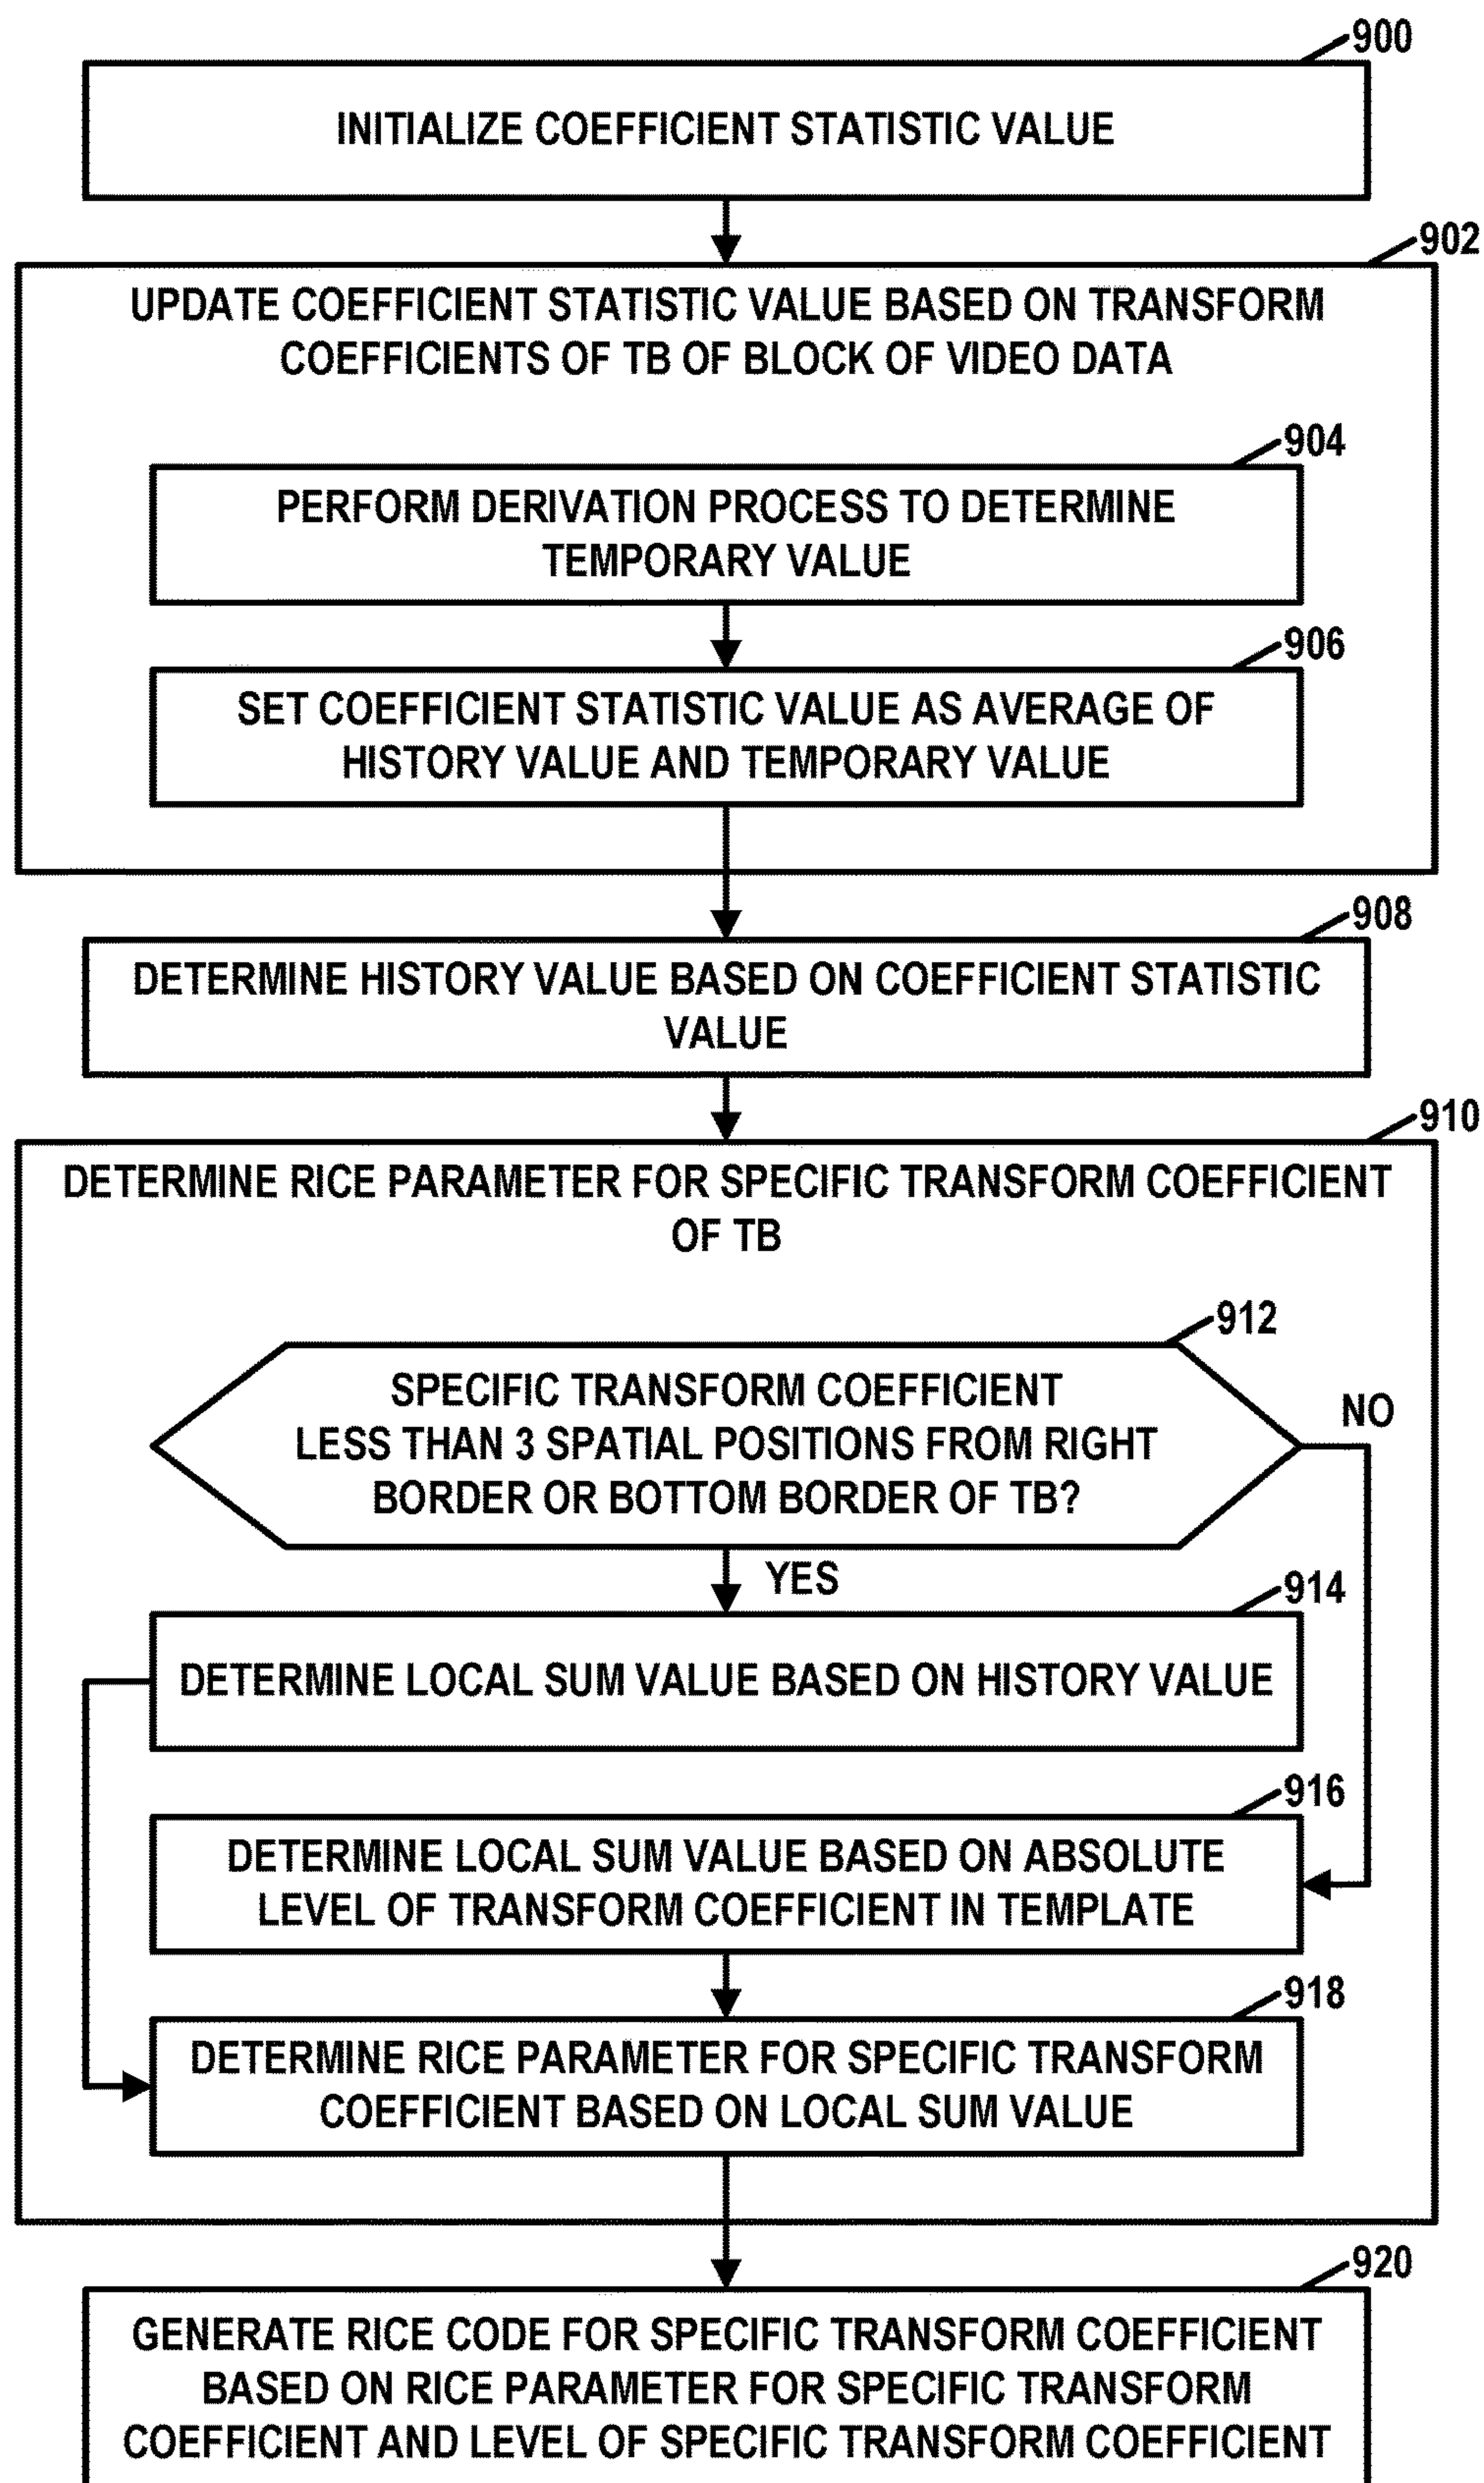 900
INITIALIZE COEFFICIENT STATISTIC VALUE
902
UPDATE COEFFICIENT STATISTIC VALUE BASED ON TRANSFORM
COEFFICIENTS OF TB OF BLOCK OF VIDEO DATA
904
PERFORM DERIVATION PROCESS TO DETERMINE
TEMPORARY VALUE
906
SET COEFFICIENT STATISTIC VALUE AS AVERAGE OF
HISTORY VALUE AND TEMPORARY VALUE
908
DETERMINE HISTORY VALUE BASED ON COEFFICIENT STATISTIC
VALUE
910
DETERMINE RICE PARAMETER FOR SPECIFIC TRANSFORM COEFFICIENT
OF TB
912
SPECIFIC TRANSFORM COEFFICIENT
LESS THAN 3 SPATIAL POSITIONS FROM RIGHT
BORDER OR BOTTOM BORDER OF TB?
NO
YES
914
DETERMINE LOCAL SUM VALUE BASED ON HISTORY VALUE
916
DETERMINE LOCAL SUM VALUE BASED ON ABSOLUTE
LEVEL OF TRANSFORM COEFFICIENT IN TEMPLATE
918
DETERMINE RICE PARAMETER FOR SPECIFIC TRANSFORM
COEFFICIENT BASED ON LOCAL SUM VALUE
920
GENERATE RICE CODE FOR SPECIFIC TRANSFORM COEFFICIENT
BASED ON RICE PARAMETER FOR SPECIFIC TRANSFORM
COEFFICIENT AND LEVEL OF SPECIFIC TRANSFORM COEFFICIENT